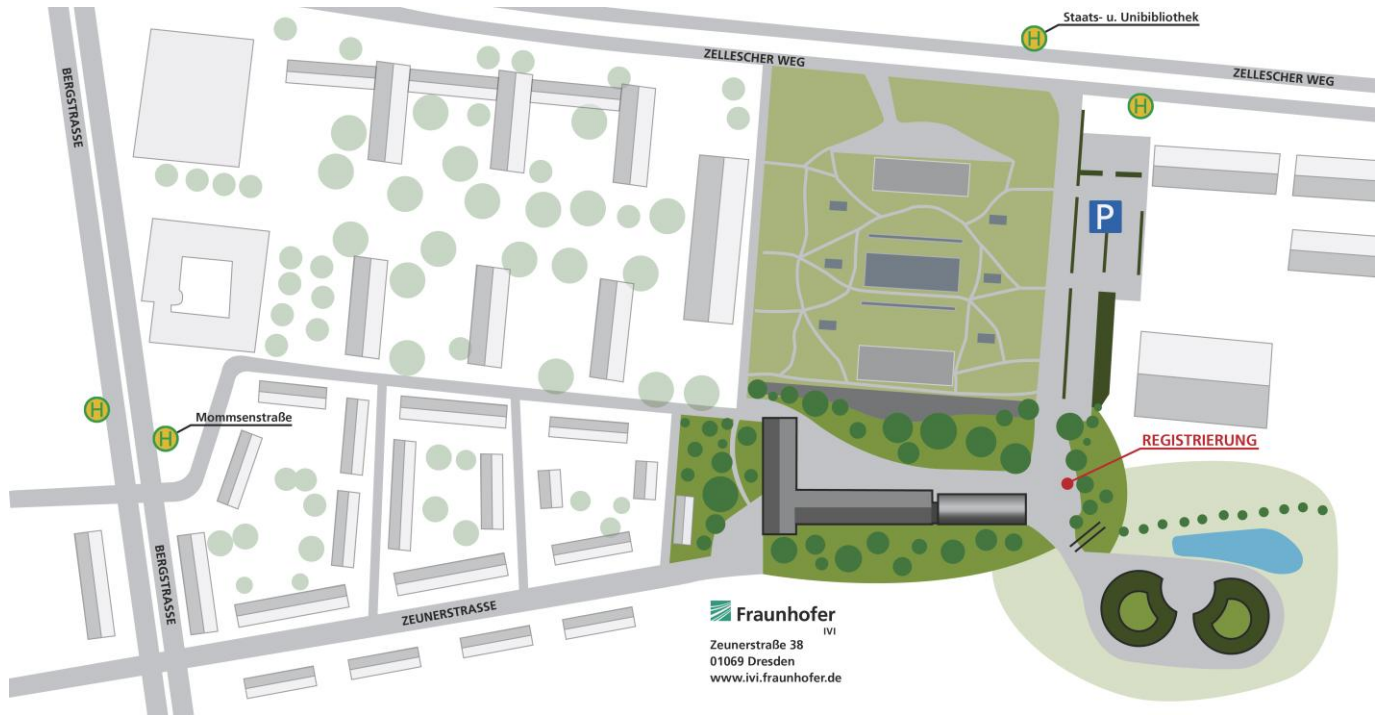 Staats- u. Unibibliothek
H
ZELLESCHER WEG
ZELLESCHER WEG
H
BERGSTRASSE
P
H
Mommsenstraße
H
REGISTRIERUNG
BERGSTRASSE
ZEUNERSTRASSE
Fraunhofer
IVI
Zeunerstraße 38
01069 Dresden
www.ivi.fraunhofer.de